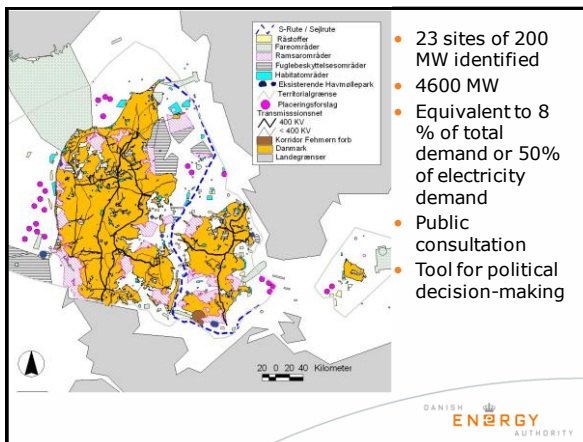 S-Rute / Sejlrute
Råstoffer
Fareområder
Ramsarområder
Fuglebeskyttelsesområder
Habitatområder
Eksisterende Havmøllepark
Territorialgrænse
Placeringsforslag
Transmissionsnet
400 KV
< 400 KV
Korridor Fehmern forb
Danmark
Landegrænser
20 0 20 40 Kilometer
• 23 sites of 200
MW identified
• 4600 MW
• Equivalent to 8
% of total
demand or 50%
of electricity
demand
• Public
consultation
• Tool for political
decision-making
DANISH
ENERGY
AUTHORITY